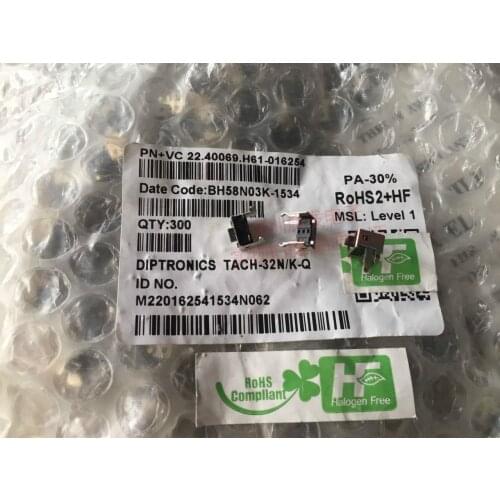 PN+VC 22.40069.H61-016254
PA-30%
Date Code:BH58N03K-1534
RoHS2+HF
MSL: Level 1
QTY:300
DIPTRONICS TACH-32N/K-Q
Halogen Free
ID NO.
M220162541534N062
RoHS
Compliant
HF
Halogen Free